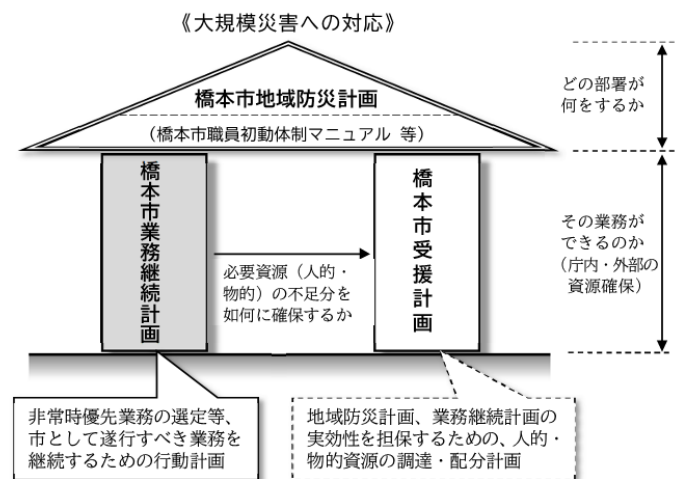 《大規模災害への対応》
橋本市地域防災計画
（橋本市職員初動体制マニュアル 等）
どの部署が
何をするか
橋本市業務継続計画
必要資源（人的・
物的）の不足分を
如何に確保するか
橋本市受援計画
その業務が
できるのか
（庁内・外部の
資源確保）
非常時優先業務の選定等、
市として遂行すべき業務を
継続するための行動計画
地域防災計画、業務継続計画の
実効性を担保するための、人的・
物的資源の調達・配分計画